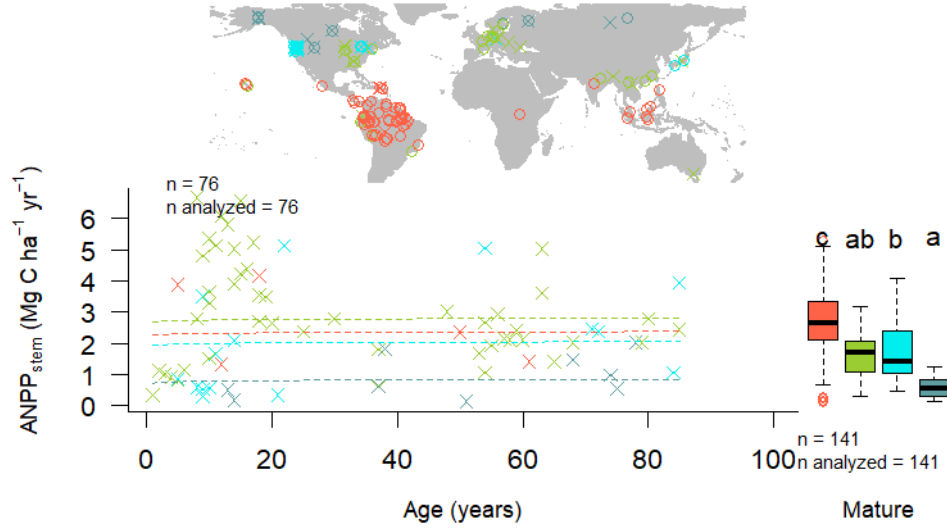 n = 76
n analyzed = 76
c ab b a
6
5
4
3
2
1
0
ANPPstem (Mg C ha⁻¹ yr⁻¹)
0 20 40 60 80 100
n = 141
n analyzed = 141
Age (years)
Mature